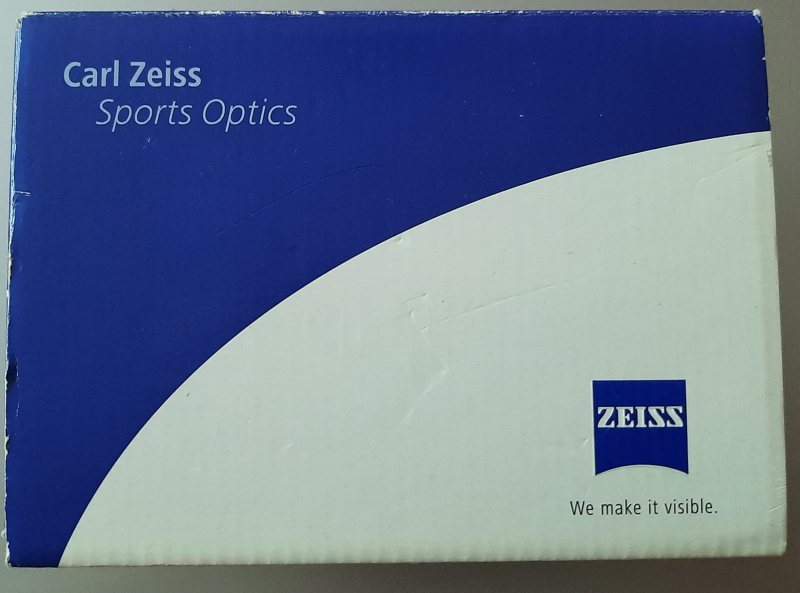 Carl Zeiss
Sports Optics
ZEISS
We make it visible.